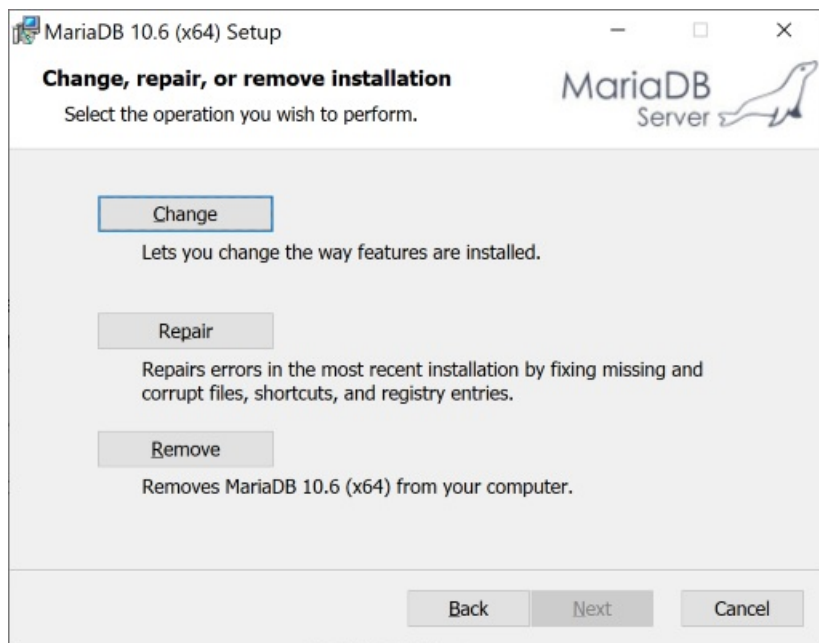 MariaDB 10.6 (x64) Setup
Change, repair, or remove installation
Select the operation you wish to perform.
MariaDB
Server
Change
Lets you change the way features are installed.
Repair
Repairs errors in the most recent installation by fixing missing and
corrupt files, shortcuts, and registry entries.
Remove
Removes MariaDB 10.6 (x64) from your computer.
Back Next Cancel